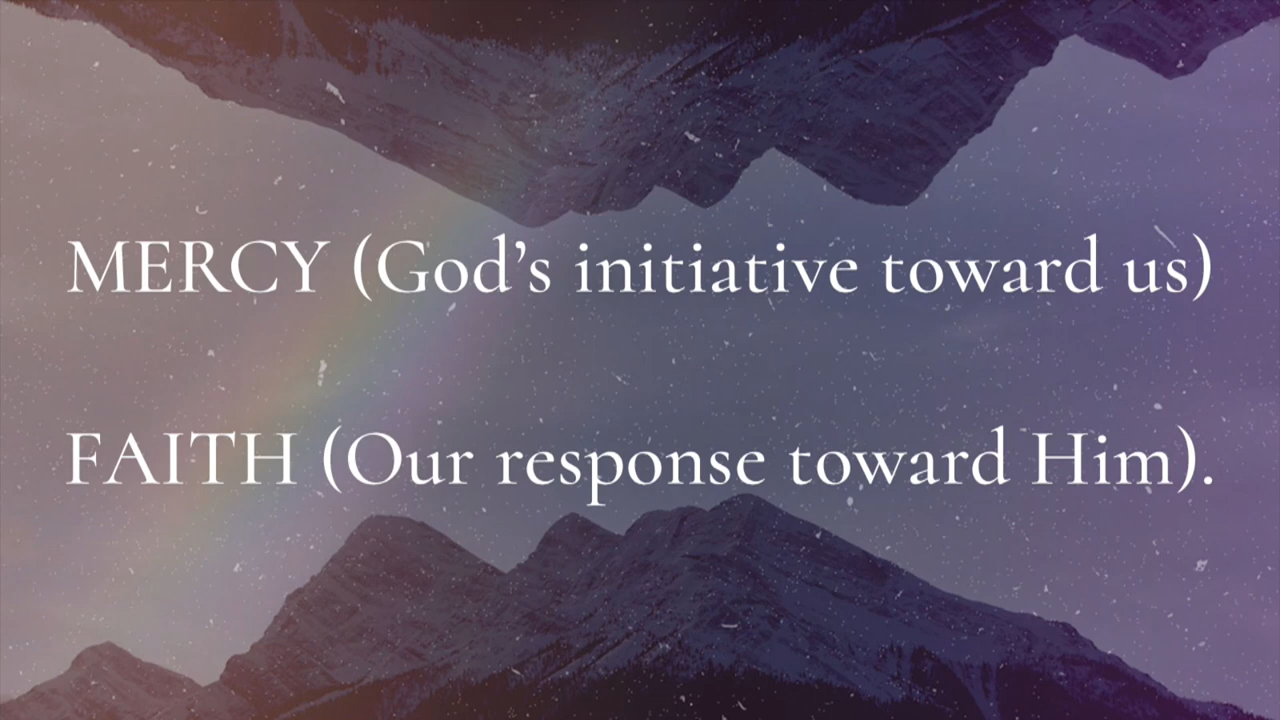 MERCY (God’s initiative toward us)
FAITH (Our response toward Him).